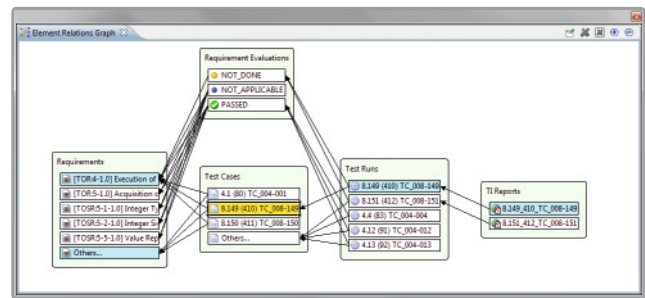 Element Relations Graph
Requirement Evaluations
NOT_DONE
NOT_APPLICABLE
PASSED
Requirements
[TOR:4-1.0] Execution of
[TOR:5-1.0] Acquisition c
[TOSR:5-1-1.0] Integer Ty
[TOSR:5-2-1.0] Integer Si
[TOSR:5-5-1.0] Value Rep
Others...
Test Cases
4.1 (80) TC_004-001
8.149 (410) TC_008-149
8.150 (411) TC_008-150
Others...
Test Runs
8.149 (410) TC_008-149
8.151 (412) TC_008-151
4.4 (83) TC_004-004
4.12 (91) TC_004-012
4.13 (92) TC_004-013
TI Reports
8.149_410_TC_008-149
8.151_412_TC_008-151